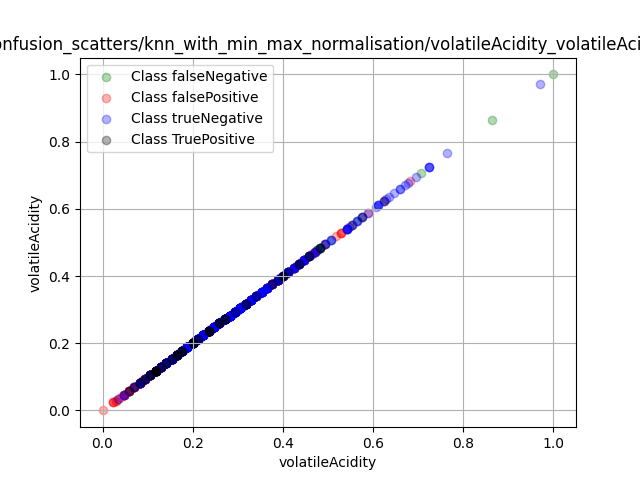 onfusion_scatters/knn_with_min_max_normalisation/volatileAcidity_volatileAci
Class falseNegative
Class falsePositive
Class trueNegative
Class TruePositive
1.0
0.8
0.6
0.4
0.2
0.0
volatileAcidity
0.0 0.2 0.4 0.6 0.8 1.0
volatileAcidity